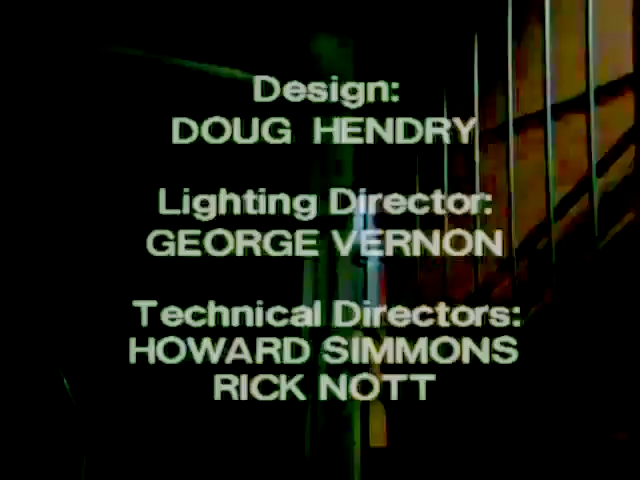 Design:
DOUG HENDRY
Lighting Director:
GEORGE VERNON
Technical Directors:
HOWARD SIMMONS
RICK NOTT